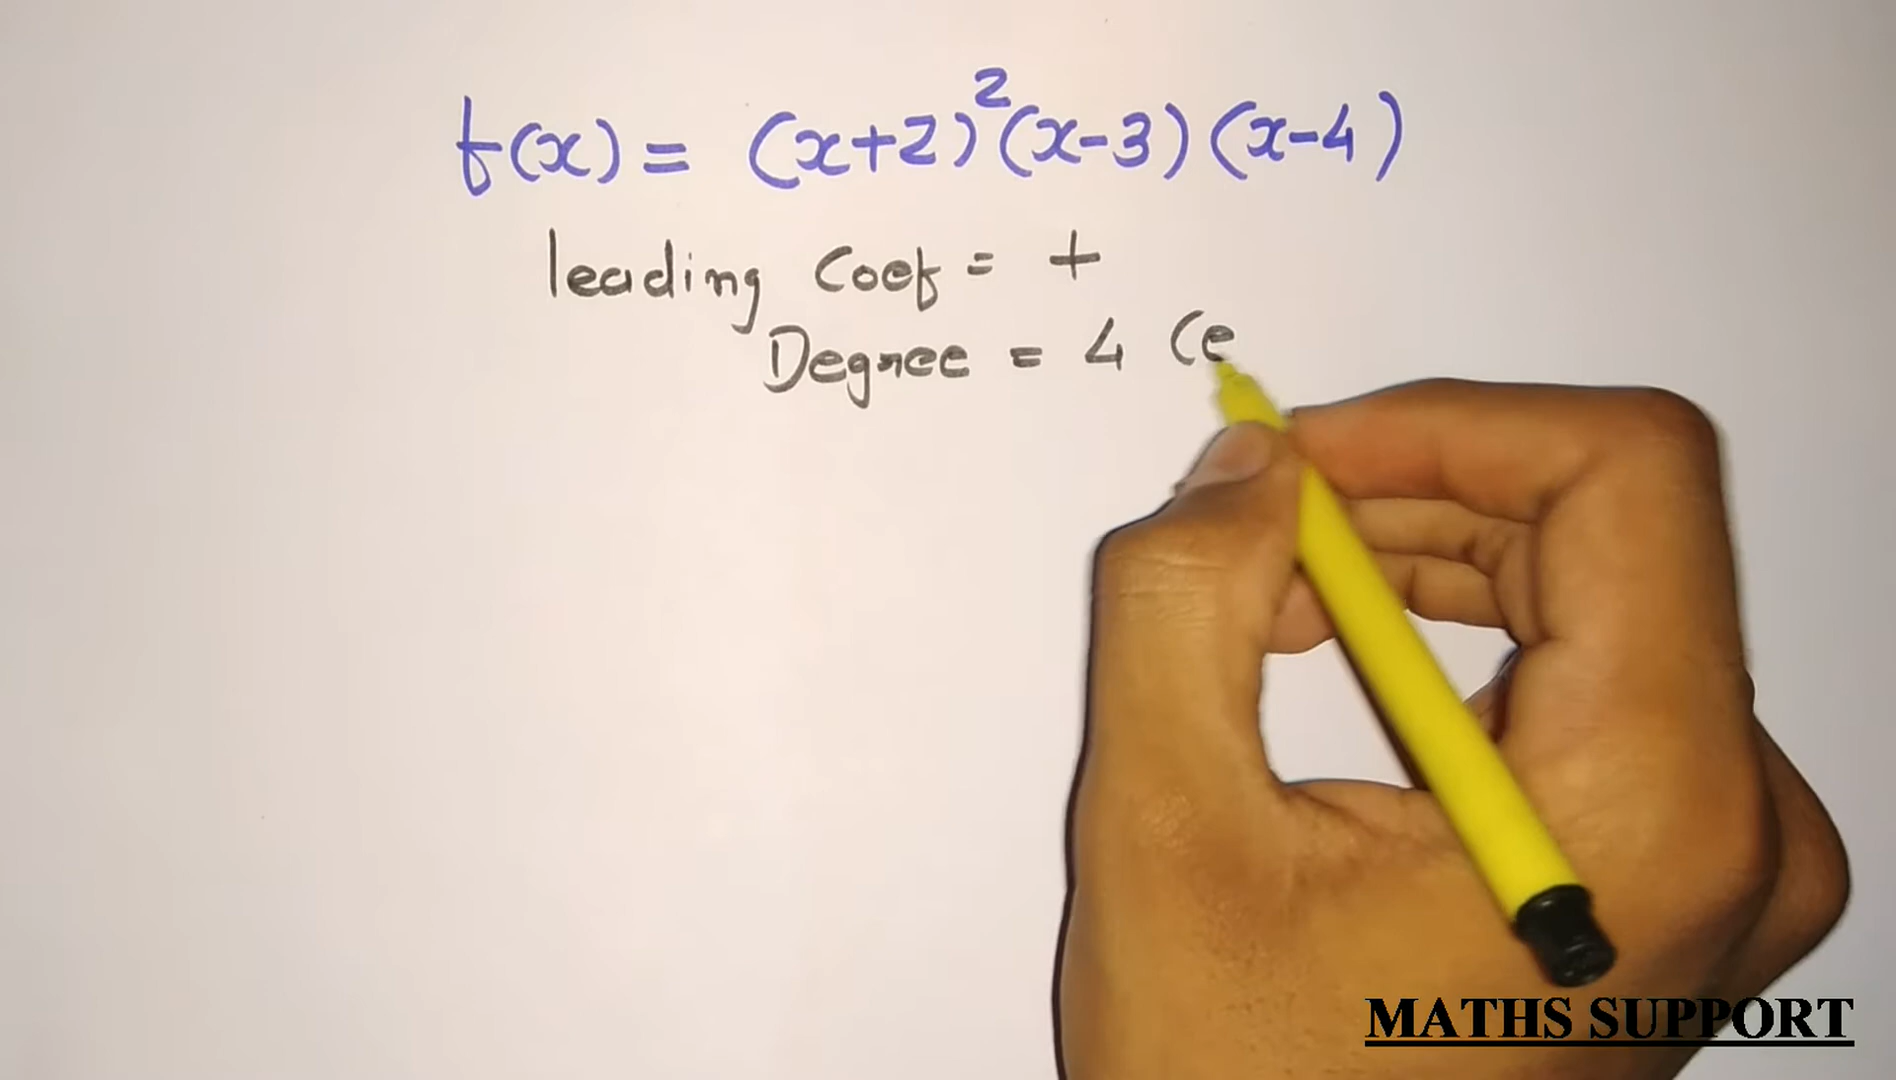 f(x) = (x+2)²(x-3)(x-4)
leading Coef = +
Degree = 4 (e
MATHS SUPPORT